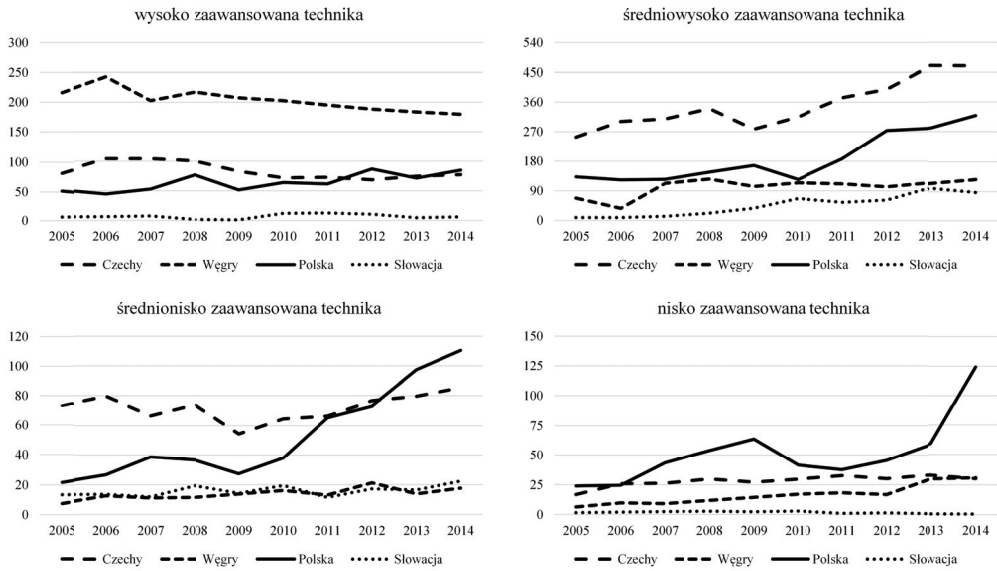 wysoko zaawansowana technika
300
250
200
150
100
50
0
2005 2006 2007 2008 2009 2010 2011 2012 2013 2014
Czechy Węgry Polska Słowacja
średniowysoko zaawansowana technika
540
450
360
270
180
90
0
2005 2006 2007 2008 2009 2010 2011 2012 2013 2014
Czechy Węgry Polska Słowacja
średnionisko zaawansowana technika
120
100
80
60
40
20
0
2005 2006 2007 2008 2009 2010 2011 2012 2013 2014
Czechy Węgry Polska Słowacja
nisko zaawansowana technika
150
125
100
75
50
25
0
2005 2006 2007 2008 2009 2010 2011 2012 2013 2014
Czechy Węgry Polska Słowacja